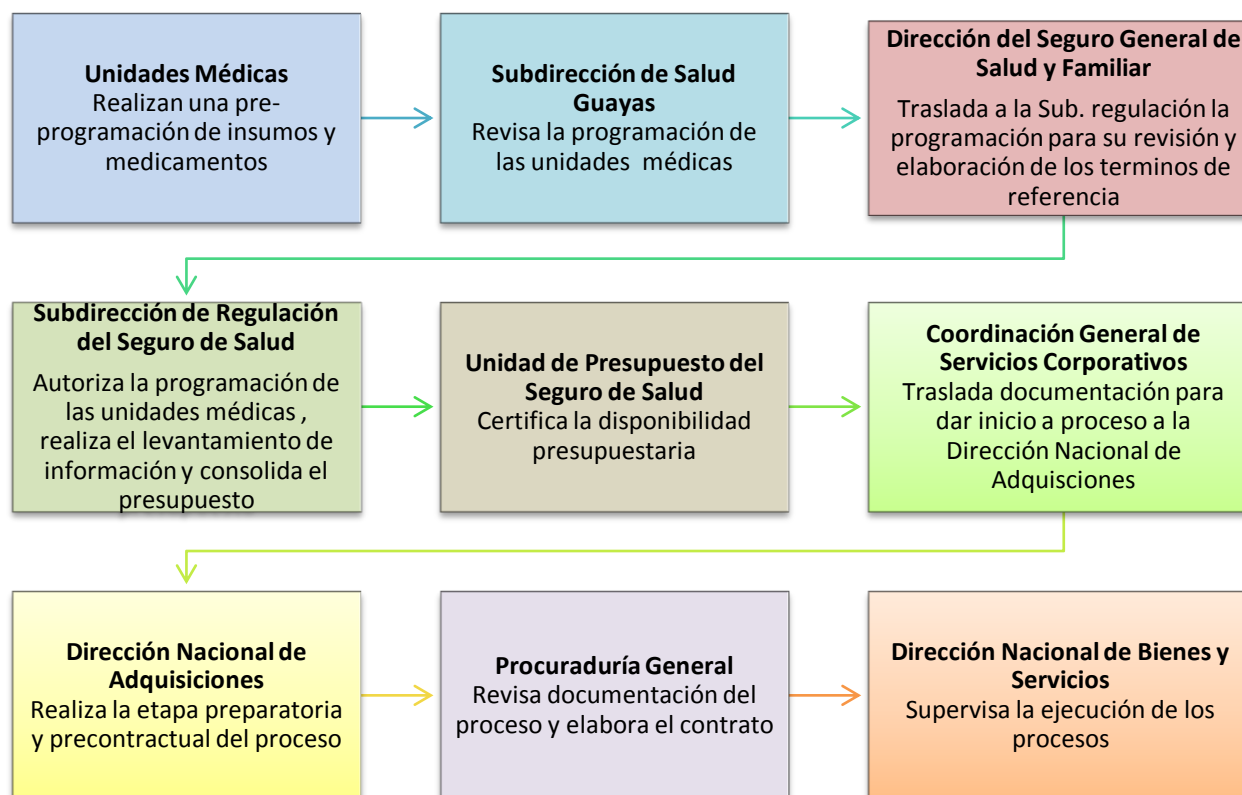 Unidades Médicas
Realizan una pre-
programación de insumos y
medicamentos
Subdirección de Salud
Guayas
Revisa la programación de
las unidades médicas
Dirección del Seguro General de
Salud y Familiar
Traslada a la Sub. regulación la
programación para su revisión y
elaboración de los terminos de
referencia
Subdirección de Regulación
del Seguro de Salud
Autoriza la programación de
las unidades médicas ,
realiza el levantamiento de
información y consolida el
presupuesto
Unidad de Presupuesto del
Seguro de Salud
Certifica la disponibilidad
presupuestaria
Coordinación General de
Servicios Corporativos
Traslada documentación para
dar inicio a proceso a la
Dirección Nacional de
Adquisciones
Dirección Nacional de
Adquisiciones
Realiza la etapa preparatoria
y precontractual del proceso
Procuraduría General
Revisa documentación del
proceso y elabora el contrato
Dirección Nacional de Bienes y
Servicios
Supervisa la ejecución de los
procesos